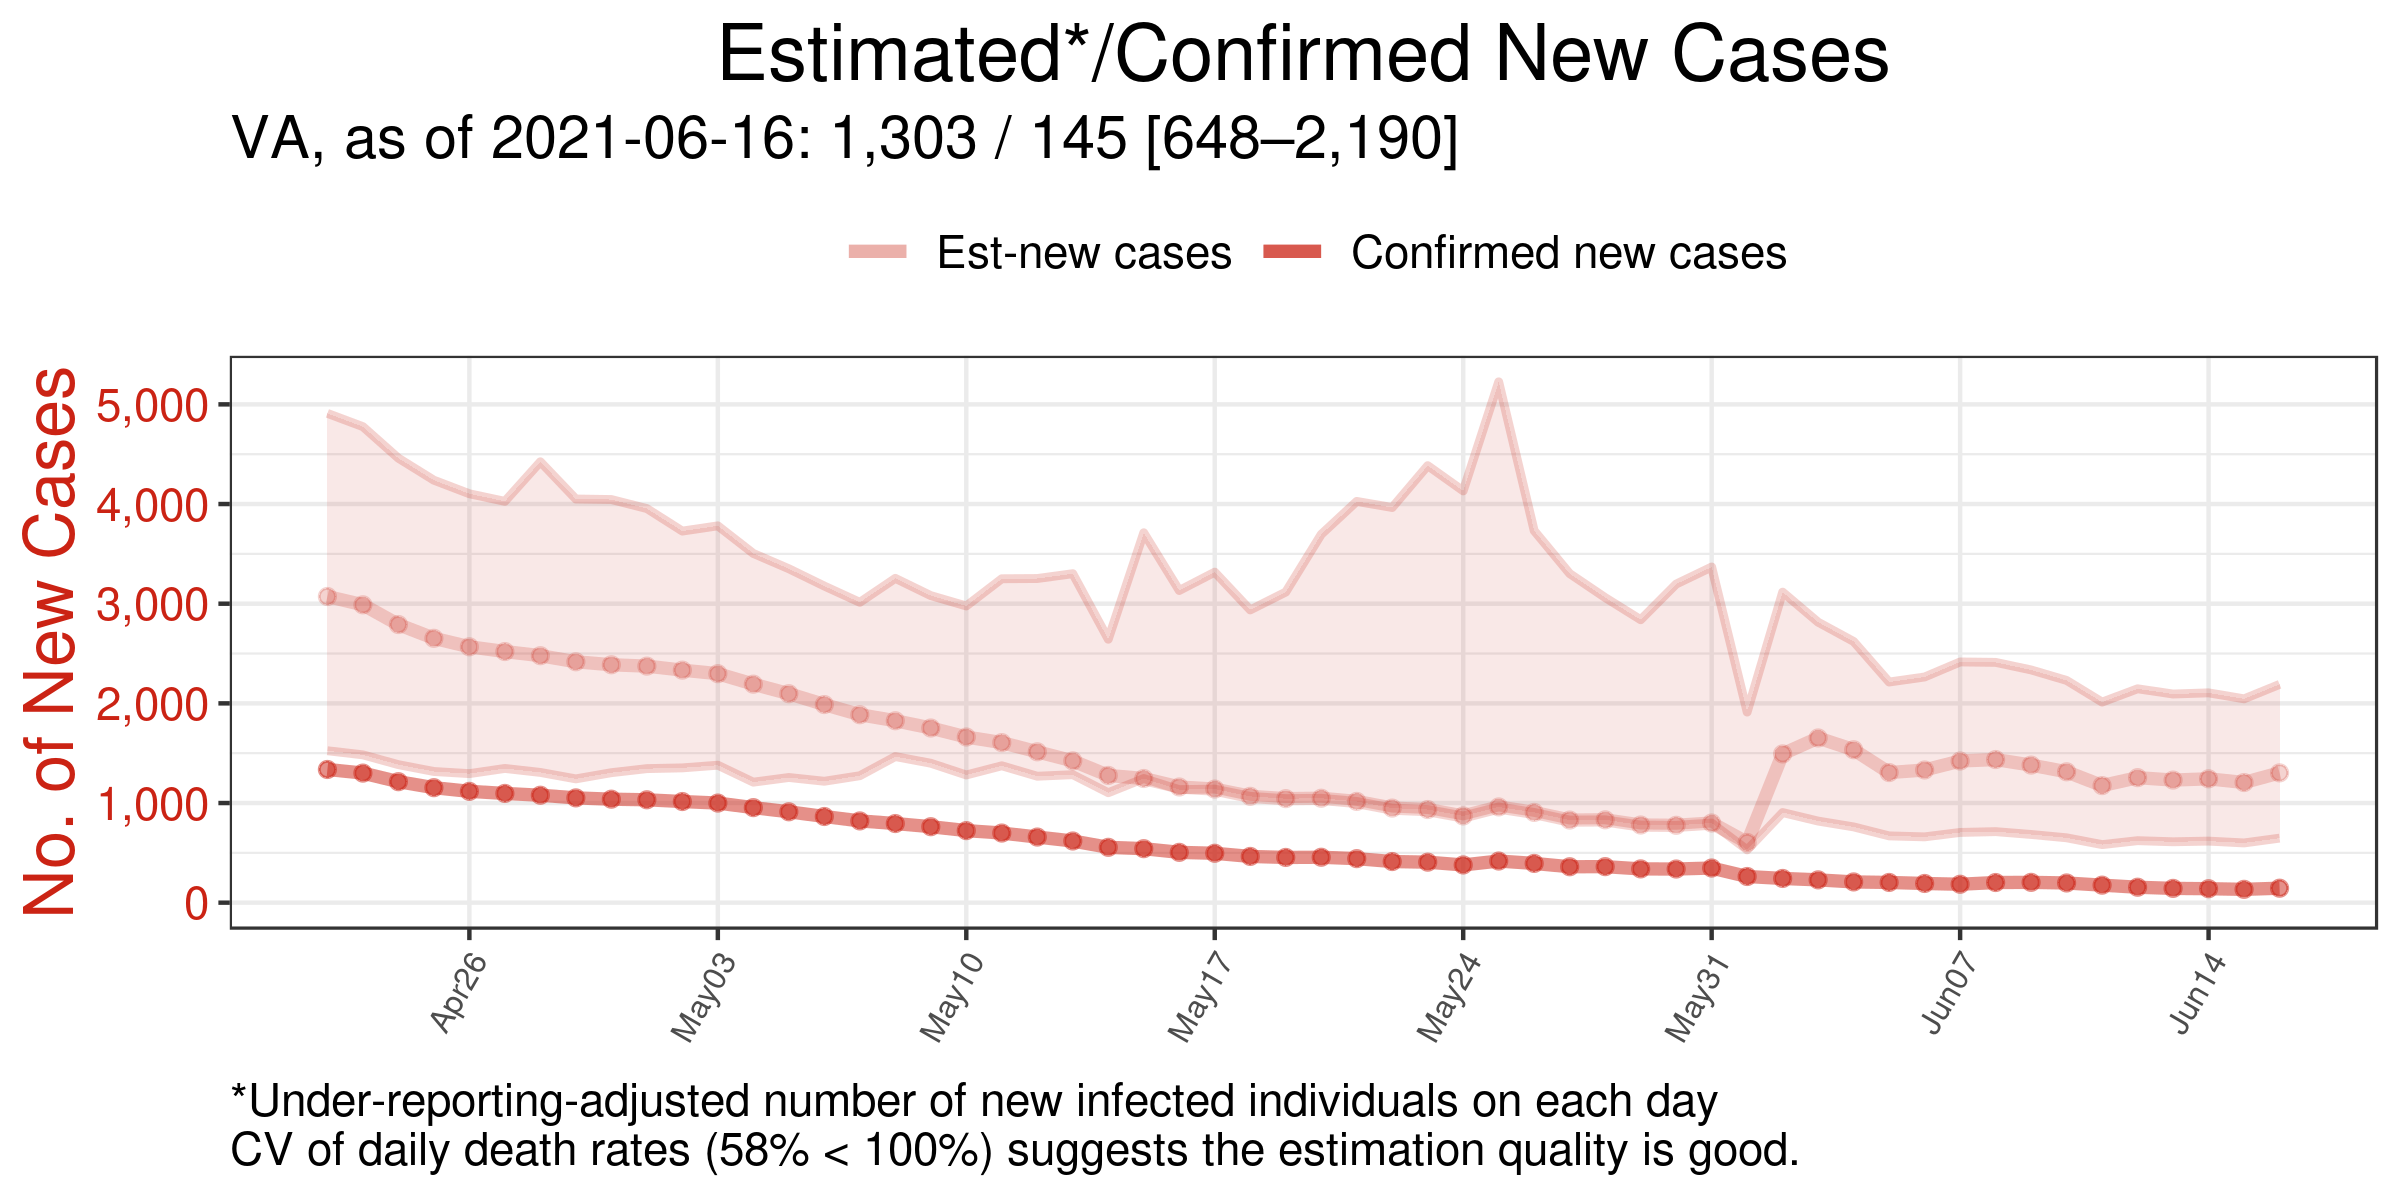 Estimated*/Confirmed New Cases
VA, as of 2021-06-16: 1,303 / 145 [648–2,190]
Est-new cases
Confirmed new cases
No. of New Cases
5,000
4,000
3,000
2,000
1,000
0
Apr26
May03
May10
May17
May24
May31
Jun07
Jun14
*Under-reporting-adjusted number of new infected individuals on each day
CV of daily death rates (58% < 100%) suggests the estimation quality is good.